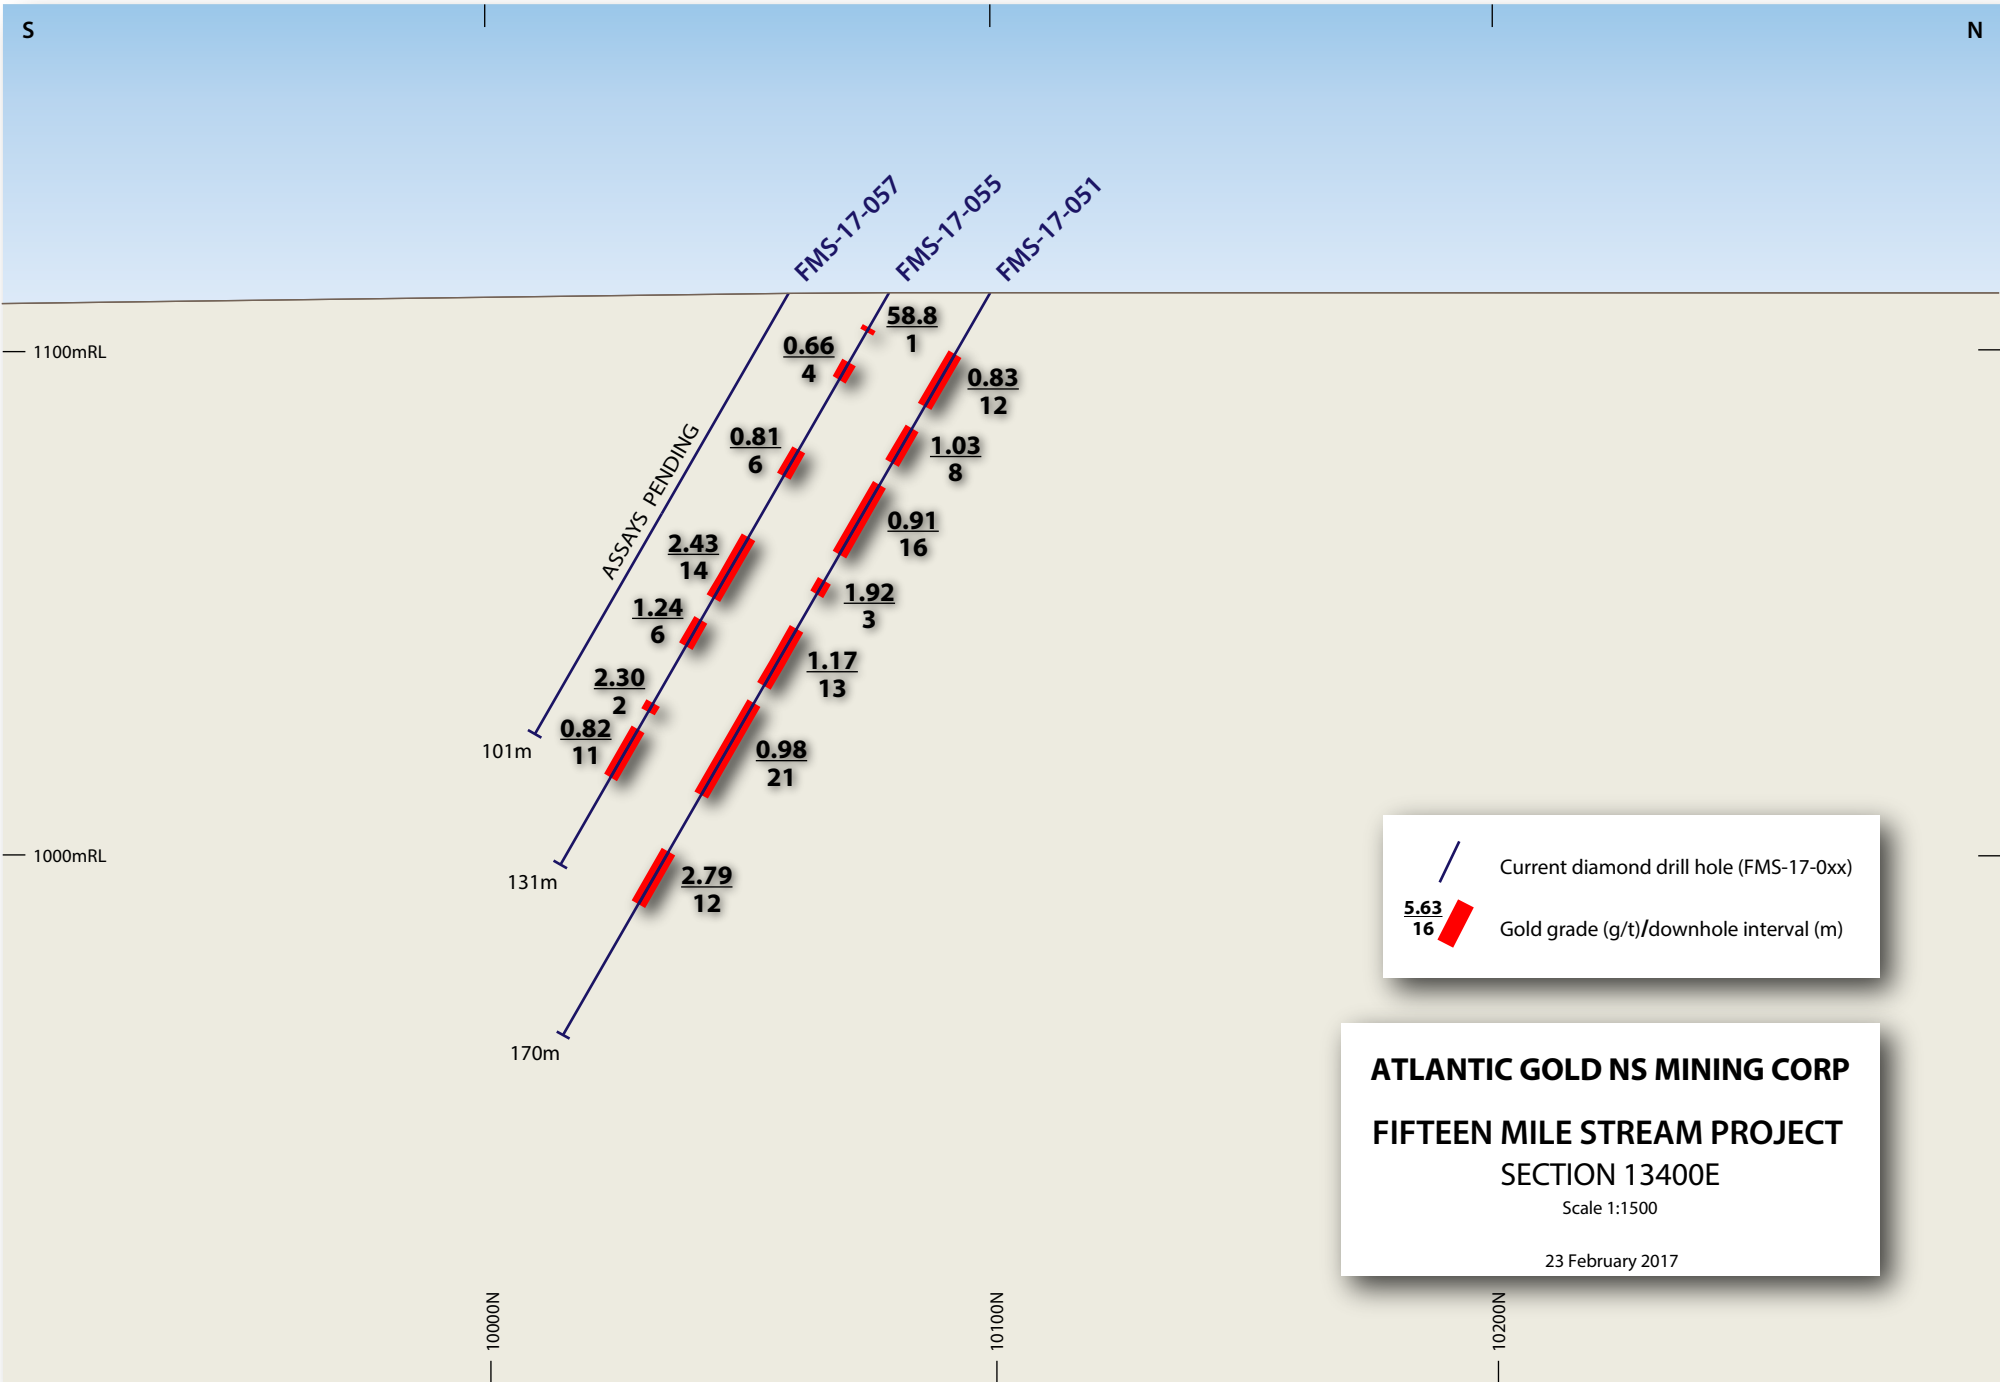 S
N
FMS-17-057
FMS-17-055
FMS-17-051
1100mRL
58.8
1
0.66
4
0.83
12
0.81
6
1.03
8
ASSAYS PENDING
0.91
16
2.43
14
1.92
3
1.24
6
1.17
13
2.30
2
0.82
11
101m
0.98
21
1000mRL
131m
2.79
12
170m
Current diamond drill hole (FMS-17-0xx)
5.63
16
Gold grade (g/t)/downhole interval (m)
ATLANTIC GOLD NS MINING CORP
FIFTEEN MILE STREAM PROJECT
SECTION 13400E
Scale 1:1500
23 February 2017
10000N
10100N
10200N